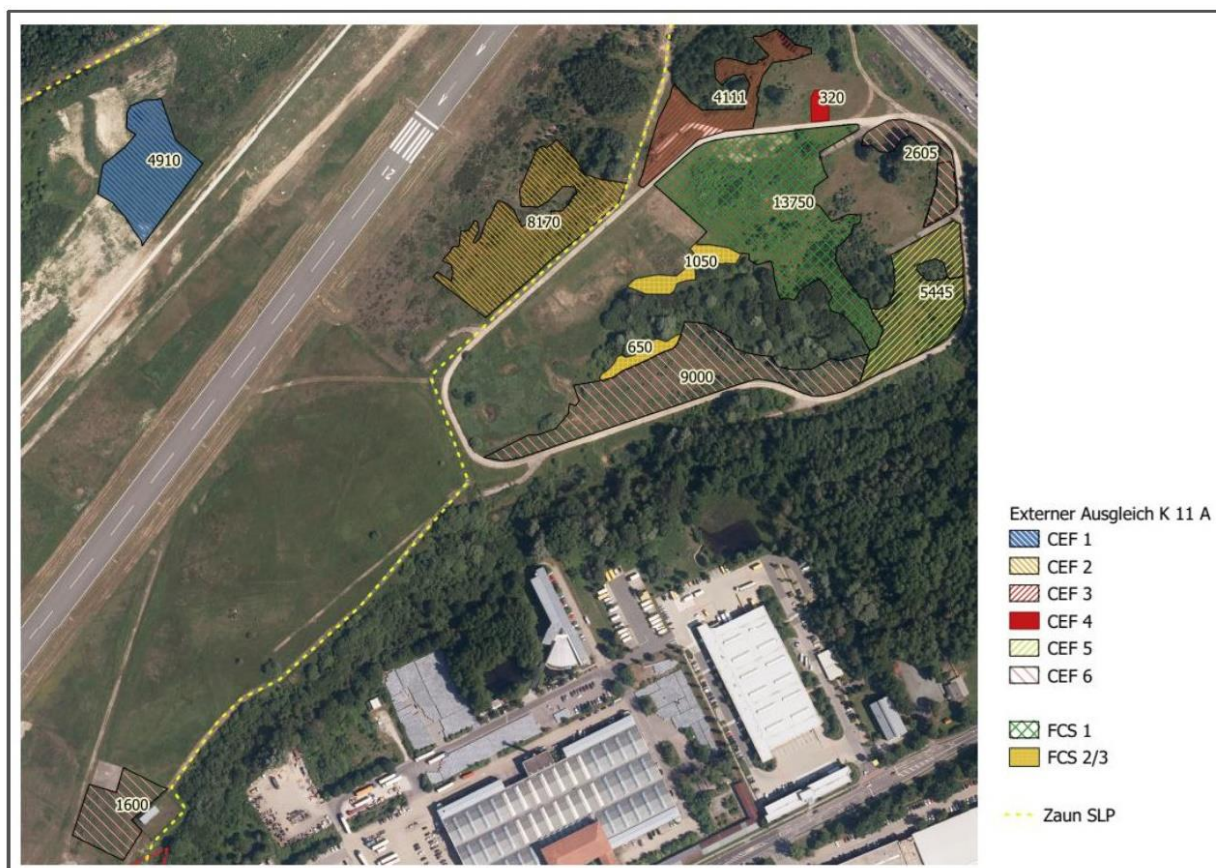 4910
4111
320
2605
22
8170
13750
1050
5445
650
9000
1600
Externer Ausgleich K 11 A
CEF 1
CEF 2
CEF 3
CEF 4
CEF 5
CEF 6
FCS 1
FCS 2/3
Zaun SLP